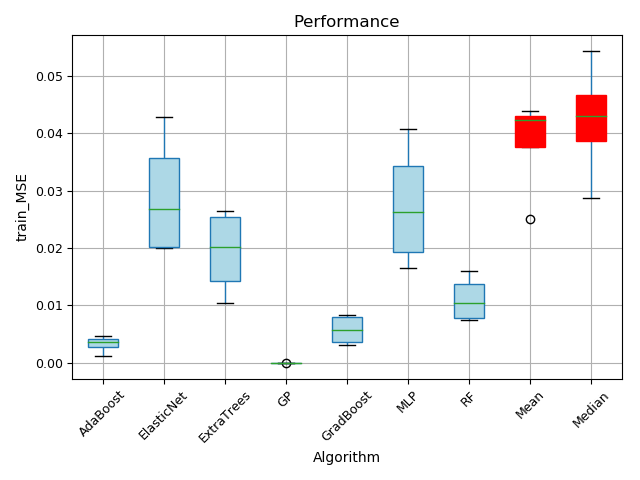 Performance
0.05
0.04
0.03
0.02
0.01
0.00
train_MSE
AdaBoost
ElasticNet
ExtraTrees
GP
GradBoost
MLP
RF
Mean
Median
Algorithm